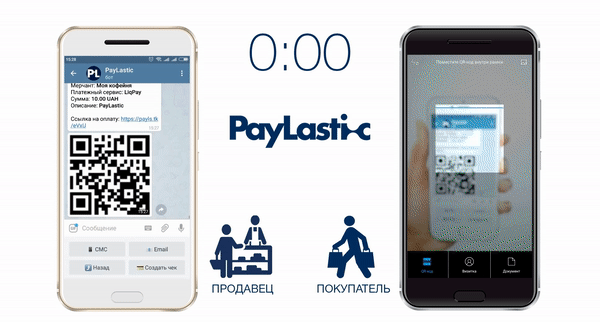 15:38
PayLastic
бот
PL
Мерчант: Моя кофейня
Платежный сервис: LiqPay
Сумма: 10:00 UAH
Описание: PayLastic
Ссылка на оплату: https://payls.tk
Сообщение
СМС
Email
Назад
Создать чек
0:00
PayLastic
ПРОДАВЕЦ
ПОКУПАТЕЛЬ
Поместите QR-код внутри рамки
QR-код
Визитка
Документ